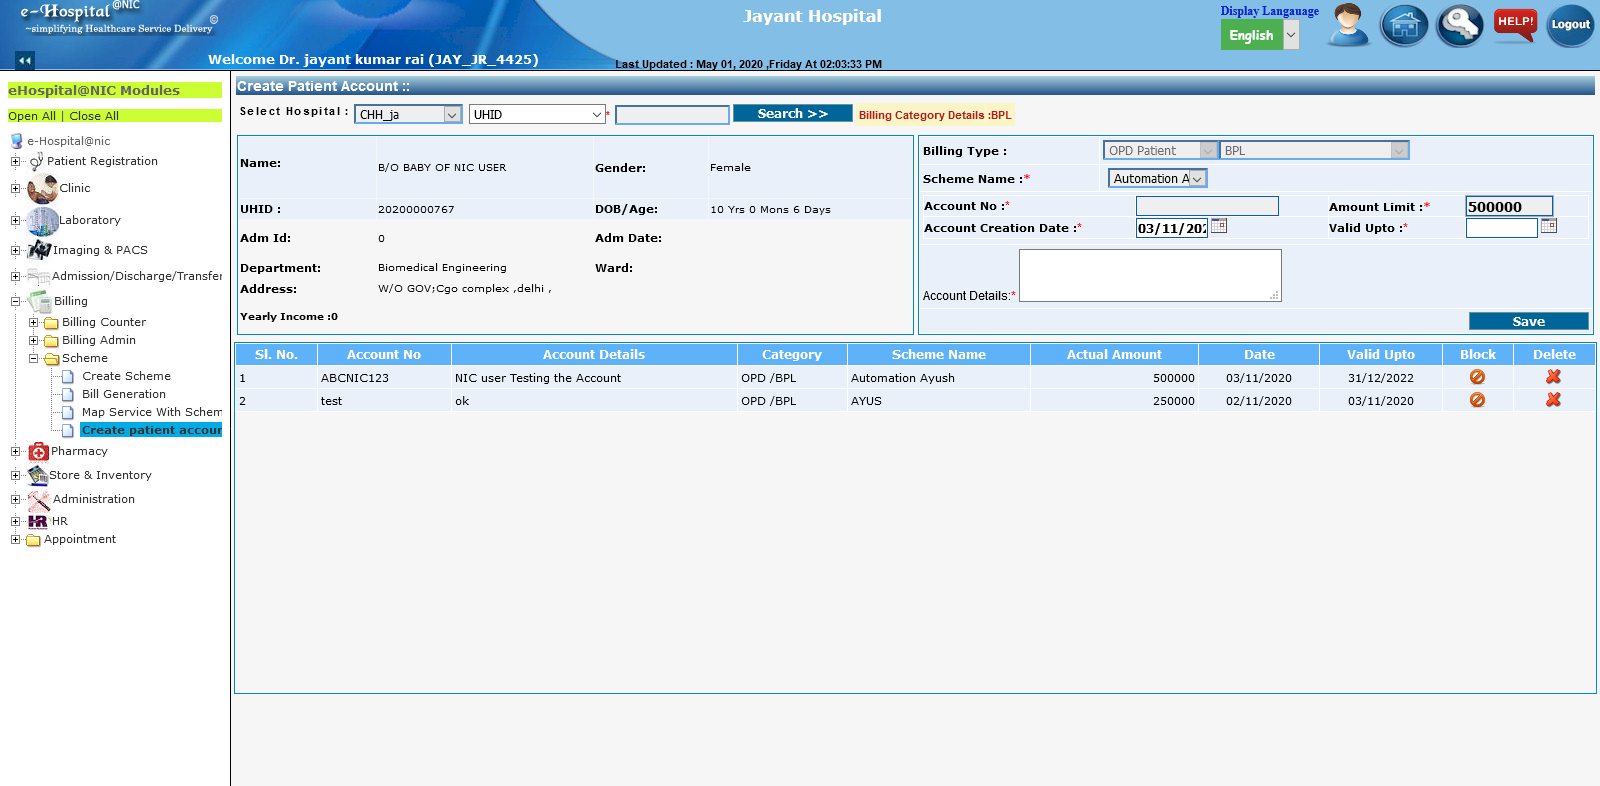 e-Hospital @NIC ©
~simplifying Healthcare Service Delivery
Jayant Hospital
Display Langauage
English
HELP!
Logout
Welcome Dr. jayant kumar rai (JAY_JR_4425)
Last Updated : May 01, 2020 ,Friday At 02:03:33 PM
eHospital@NIC Modules
Open All | Close All
e-Hospital@nic
Patient Registration
Clinic
Laboratory
Imaging & PACS
Admission/Discharge/Transfer
Billing
Billing Counter
Billing Admin
Scheme
Create Scheme
Bill Generation
Map Service With Schem
Create patient accour
Pharmacy
Store & Inventory
Administration
HR HR
Appointment
Create Patient Account ::
Select Hospital : CHH_ja UHID * Search >> Billing Category Details :BPL
Name: B/O BABY OF NIC USER Gender: Female
UHID : 20200000767 DOB/Age: 10 Yrs 0 Mons 6 Days
Adm Id: 0 Adm Date:
Department: Biomedical Engineering Ward:
Address: W/O GOV;Cgo complex ,delhi ,
Yearly Income :0
Billing Type : OPD Patient BPL
Scheme Name :* Automation A
Account No :* Amount Limit :* 500000
Account Creation Date :* 03/11/202 Valid Upto :*
Account Details:*
Save
Sl. No. Account No Account Details Category Scheme Name Actual Amount Date Valid Upto Block Delete
1 ABCNIC123 NIC user Testing the Account OPD /BPL Automation Ayush 500000 03/11/2020 31/12/2022
2 test ok OPD /BPL AYUS 250000 02/11/2020 03/11/2020